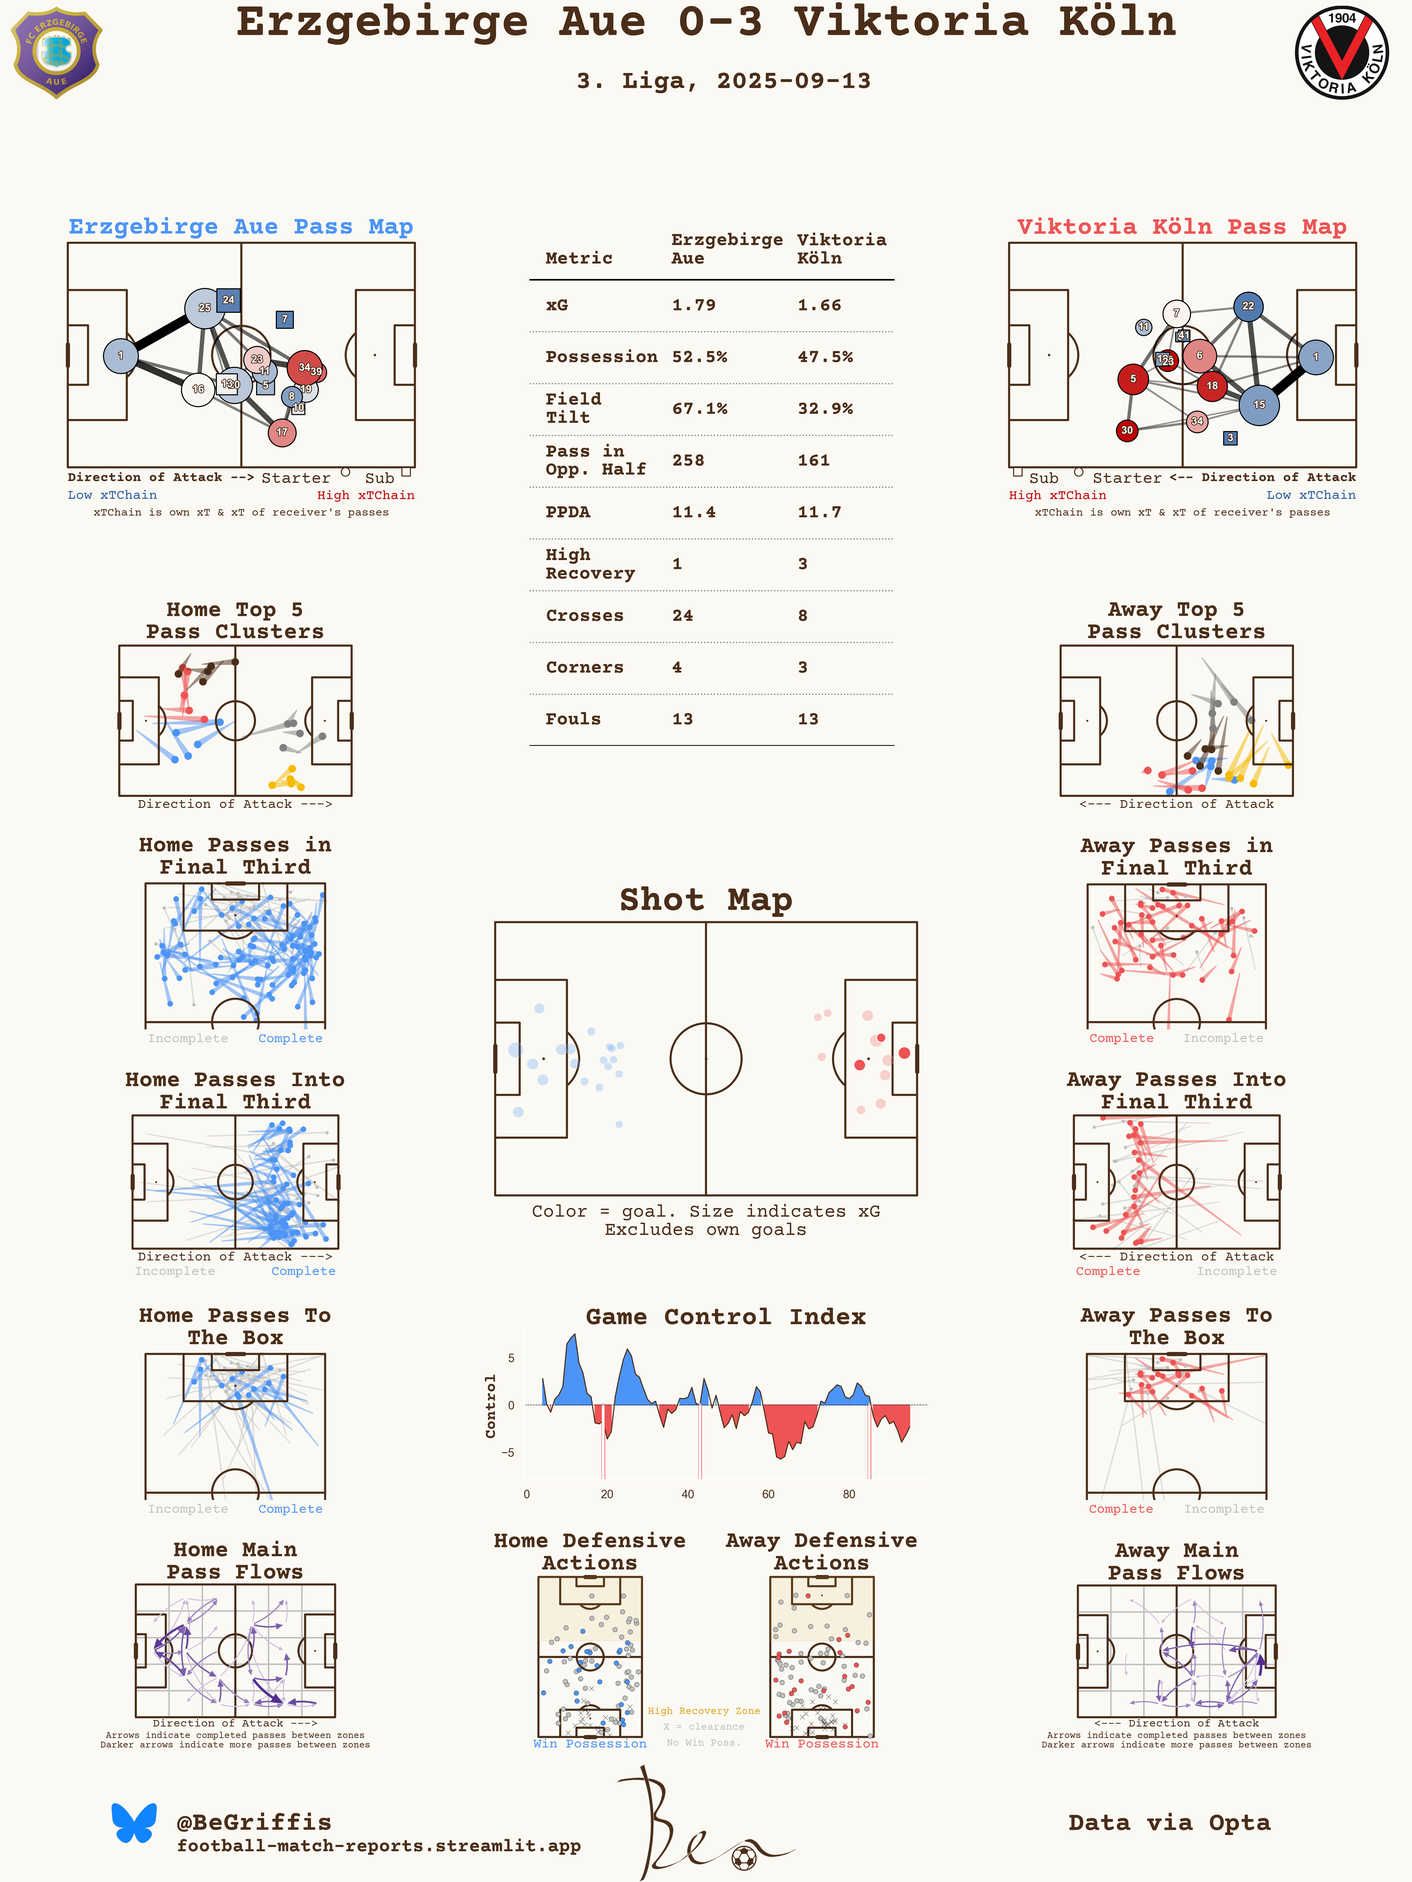 Erzgebirge Aue 0-3 Viktoria Köln
3. Liga, 2025-09-13
FC ERZGEBIRGE
AUE
1904
VIKTORIA KÖLN
Erzgebirge Aue Pass Map
1
25
24
7
23
11
34
39
16
13
5
19
8
10
17
Direction of Attack --> Starter Sub
Low xTChain High xTChain
xTChain is own xT & xT of receiver's passes
Metric Erzgebirge Aue Viktoria Köln
xG 1.79 1.66
Possession 52.5% 47.5%
Field Tilt 67.1% 32.9%
Pass in Opp. Half 258 161
PPDA 11.4 11.7
High Recovery 1 3
Crosses 24 8
Corners 4 3
Fouls 13 13
Viktoria Köln Pass Map
7
22
11
41
6
1
23
5
18
15
30
34
3
Sub Starter <-- Direction of Attack
High xTChain Low xTChain
xTChain is own xT & xT of receiver's passes
Home Top 5
Pass Clusters
Direction of Attack --->
Away Top 5
Pass Clusters
<--- Direction of Attack
Home Passes in
Final Third
Incomplete Complete
Away Passes in
Final Third
Complete Incomplete
Shot Map
Color = goal. Size indicates xG
Excludes own goals
Home Passes Into
Final Third
Direction of Attack --->
Incomplete Complete
Away Passes Into
Final Third
<--- Direction of Attack
Complete Incomplete
Home Passes To
The Box
Incomplete Complete
Game Control Index
Control
5
0
−5
0 20 40 60 80
Away Passes To
The Box
Complete Incomplete
Home Main
Pass Flows
Direction of Attack --->
Arrows indicate completed passes between zones
Darker arrows indicate more passes between zones
Home Defensive
Actions
Win Possession
High Recovery Zone
X = clearance
No Win Poss.
Away Defensive
Actions
Win Possession
Away Main
Pass Flows
<--- Direction of Attack
Arrows indicate completed passes between zones
Darker arrows indicate more passes between zones
@BeGriffis
football-match-reports.streamlit.app
Ben
Data via Opta